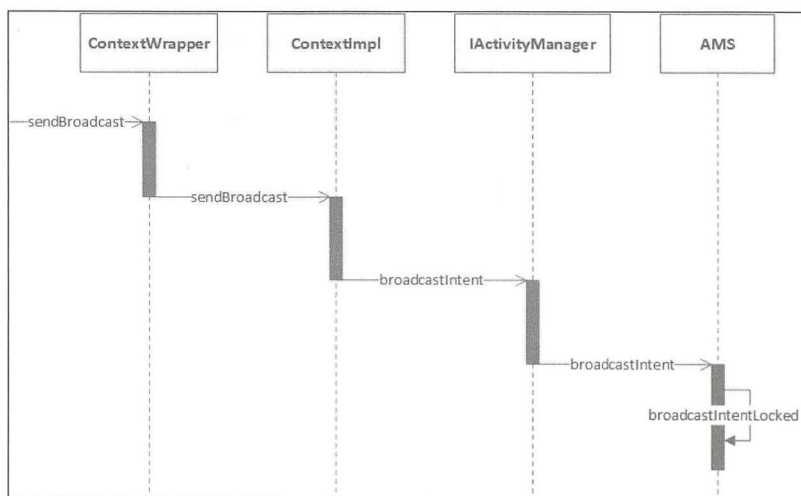 ContextWrapper
ContextImpl
IActivityManager
AMS
sendBroadcast
sendBroadcast
broadcastIntent
broadcastIntent
broadcastIntentLocked